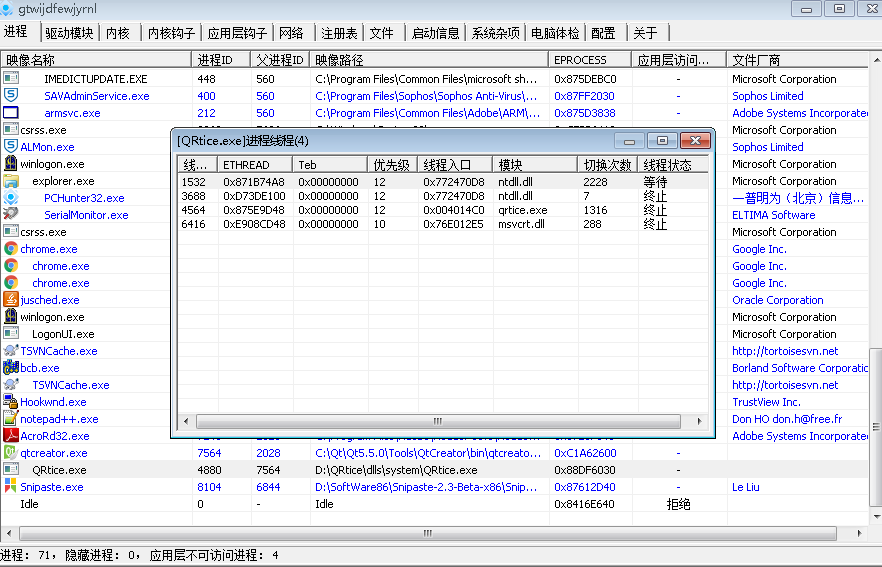 gtwijdfewjyrnl
进程 驱动模块 内核 内核钩子 应用层钩子 网络 注册表 文件 启动信息 系统杂项 电脑体检 配置 关于
映像名称 进程ID 父进程ID 映像路径 EPROCESS 应用层访问... 文件厂商
IMEDICTUPDATE.EXE 448 560 C:\Program Files\Common Files\microsoft sh... 0x875DEBC0 - Microsoft Corporation
SAVAdminService.exe 400 560 C:\Program Files\Sophos\Sophos Anti-Virus\... 0x87FF2030 - Sophos Limited
armsvc.exe 212 560 C:\Program Files\Common Files\Adobe\ARM\... 0x875D3838 - Adobe Systems Incorporated
csrss.exe Microsoft Corporation
ALMon.exe Sophos Limited
winlogon.exe Microsoft Corporation
explorer.exe Microsoft Corporation
PCHunter32.exe 一普明为（北京）信息...
SerialMonitor.exe ELTIMA Software
csrss.exe Microsoft Corporation
chrome.exe Google Inc.
chrome.exe Google Inc.
chrome.exe Google Inc.
jusched.exe Oracle Corporation
winlogon.exe Microsoft Corporation
LogonUI.exe Microsoft Corporation
TSVNCache.exe http://tortoisesvn.net
bcb.exe Borland Software Corporatio
TSVNCache.exe http://tortoisesvn.net
Hookwnd.exe TrustView Inc.
notepad++.exe Don HO don.h@free.fr
AcroRd32.exe Adobe Systems Incorporated
qtcreator.exe 7564 2028 C:\Qt\Qt5.5.0\Tools\QtCreator\bin\qtcreato... 0xC1A62600 -
QRtice.exe 4880 7564 D:\QRtice\dlls\system\QRtice.exe 0x88DF6030 -
Snipaste.exe 8104 6844 D:\SoftWare86\Snipaste-2.3-Beta-x86\Snip... 0x87612D40 - Le Liu
Idle 0 - Idle 0x8416E640 拒绝
[QRtice.exe]进程线程(4)
线... ETHREAD Teb 优先级 线程入口 模块 切换次数 线程状态
1532 0x871B74A8 0x00000000 12 0x772470D8 ntdll.dll 2228 等待
3688 0xD73DE100 0x00000000 12 0x772470D8 ntdll.dll 7 终止
4564 0x875E9D48 0x00000000 12 0x004014C0 qrtice.exe 1316 终止
6416 0xE908CD48 0x00000000 10 0x76E012E5 msvcrt.dll 288 终止
进程: 71, 隐藏进程: 0, 应用层不可访问进程: 4